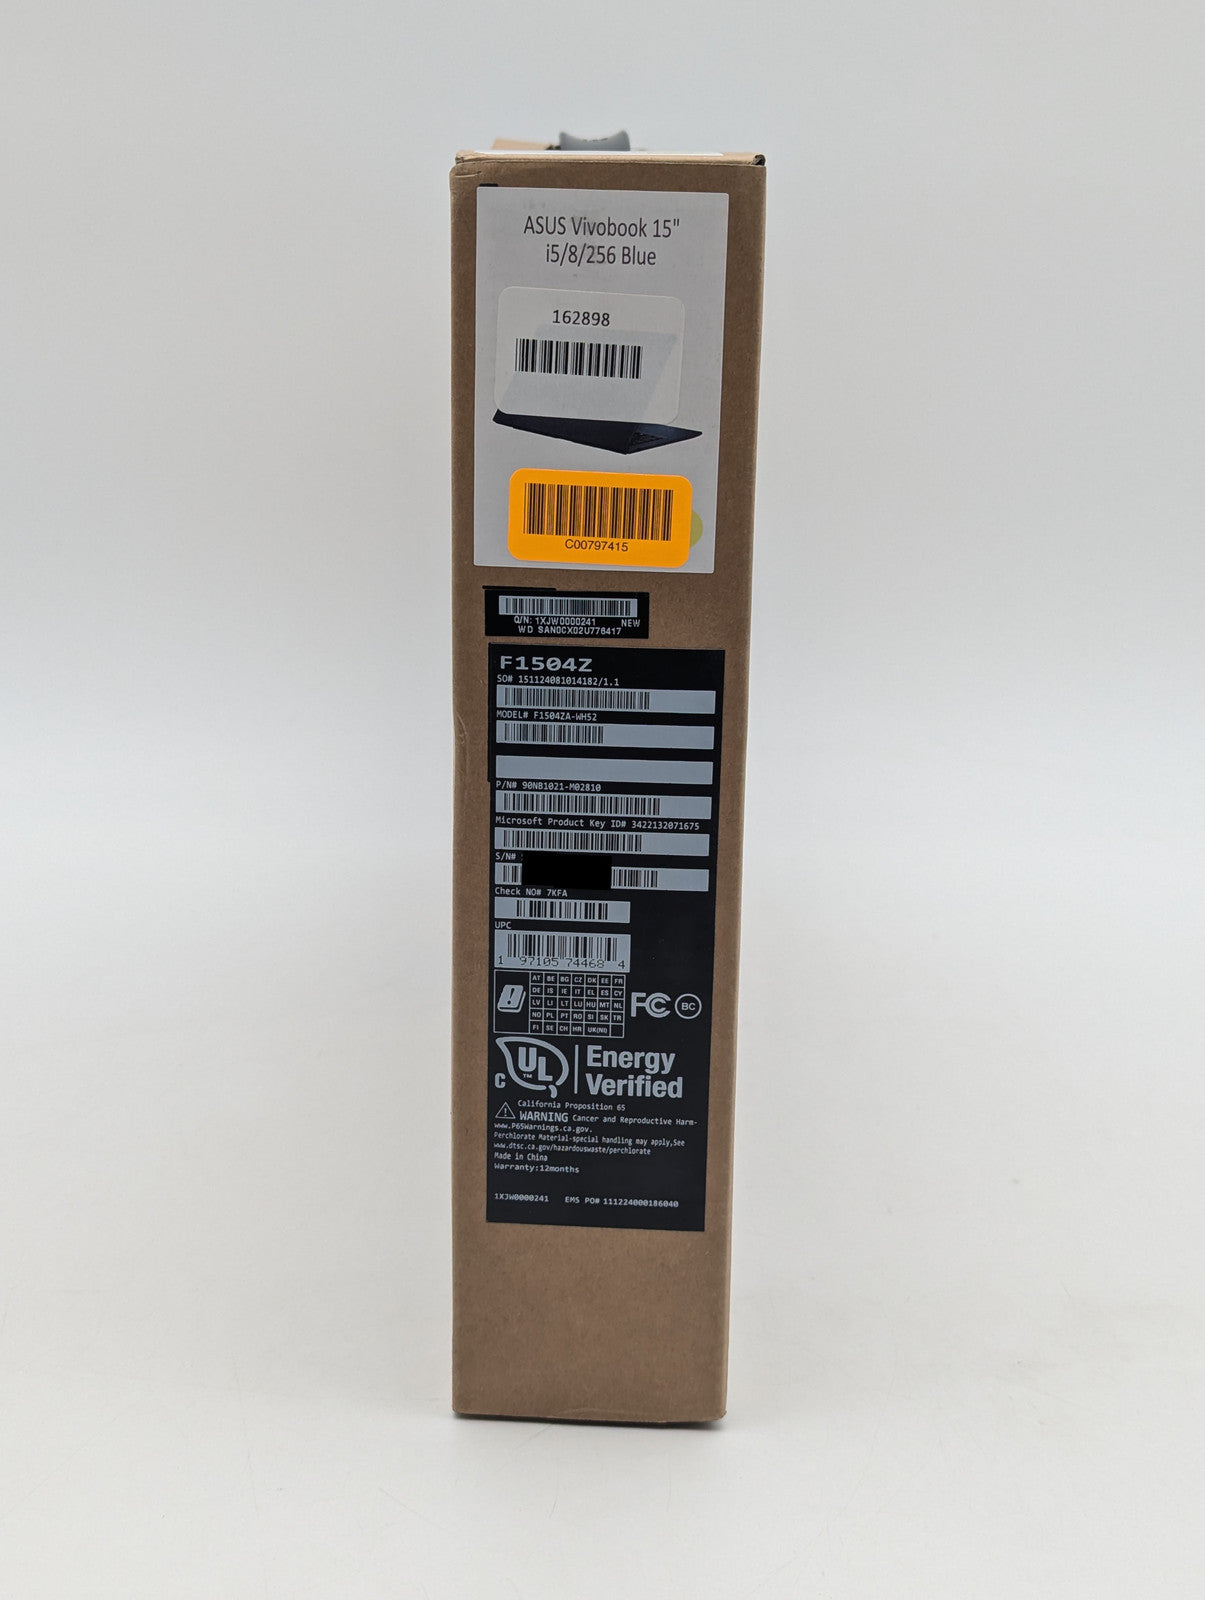 ASUS Vivobook 15"
i5/8/256 Blue
162898
C00797415
Q/N: 1XJW0000241 NEW
WD SAN0CX02U776417
F1504Z
SO# 151124081014182/1.1
MODEL# F1504ZA-WH52
P/N# 90NB1021-M02810
Microsoft Product Key ID# 3422132071675
S/N#
Check NO# 7KFA
UPC
1 97105 74468 4
AT BE BG CZ DK EE FR
DE IS IE IT EL ES CY
LV LI LT LU HU MT NL
NO PL PT RO SI SK TR
FI SE CH HR UK(NI)
FC BC
C UL TM Energy
Verified
California Proposition 65
WARNING Cancer and Reproductive Harm-
www.P65Warnings.ca.gov.
Perchlorate Material-special handling may apply,See
www.dtsc.ca.gov/hazardouswaste/perchlorate
Made in China
Warranty:12months
1XJW0000241 EMS PO# 111224000186040